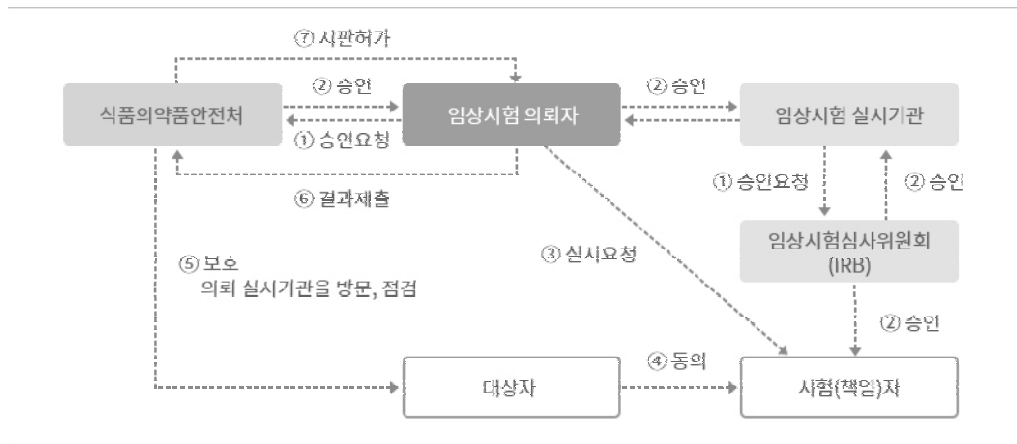 ⑦ 시판허가
② 승인
② 승인
식품의약품안전처
임상시험 의뢰자
임상시험 실시기관
① 승인요청
⑥ 결과제출
① 승인요청
② 승인
임상시험심사위원회
(IRB)
③ 실시요청
⑤ 보호
의뢰 실시기관을 방문, 점검
② 승인
대상자
④ 동의
시험(책임)자